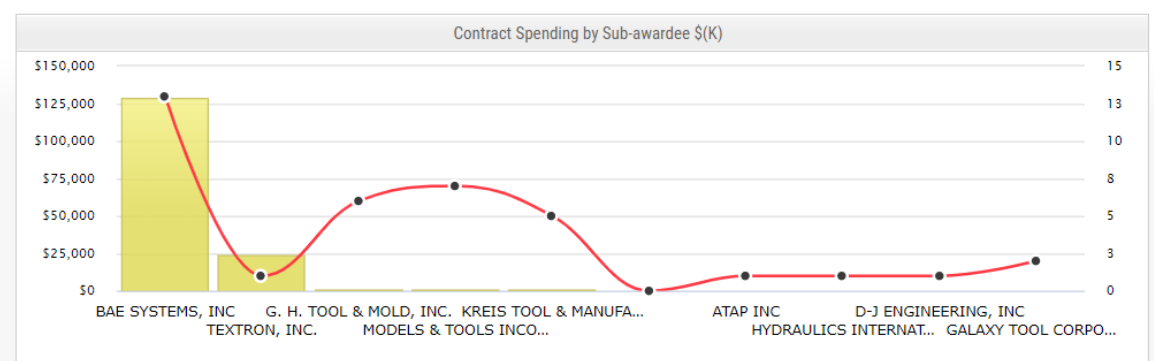 Contract Spending by Sub-awardee $(K)
$150,000
$125,000
$100,000
$75,000
$50,000
$25,000
$0
15
13
10
8
5
3
0
BAE SYSTEMS, INC
TEXTRON, INC.
G. H. TOOL & MOLD, INC.
MODELS & TOOLS INCO...
KREIS TOOL & MANUFA...
ATAP INC
HYDRAULICS INTERNAT...
D-J ENGINEERING, INC
GALAXY TOOL CORPO...